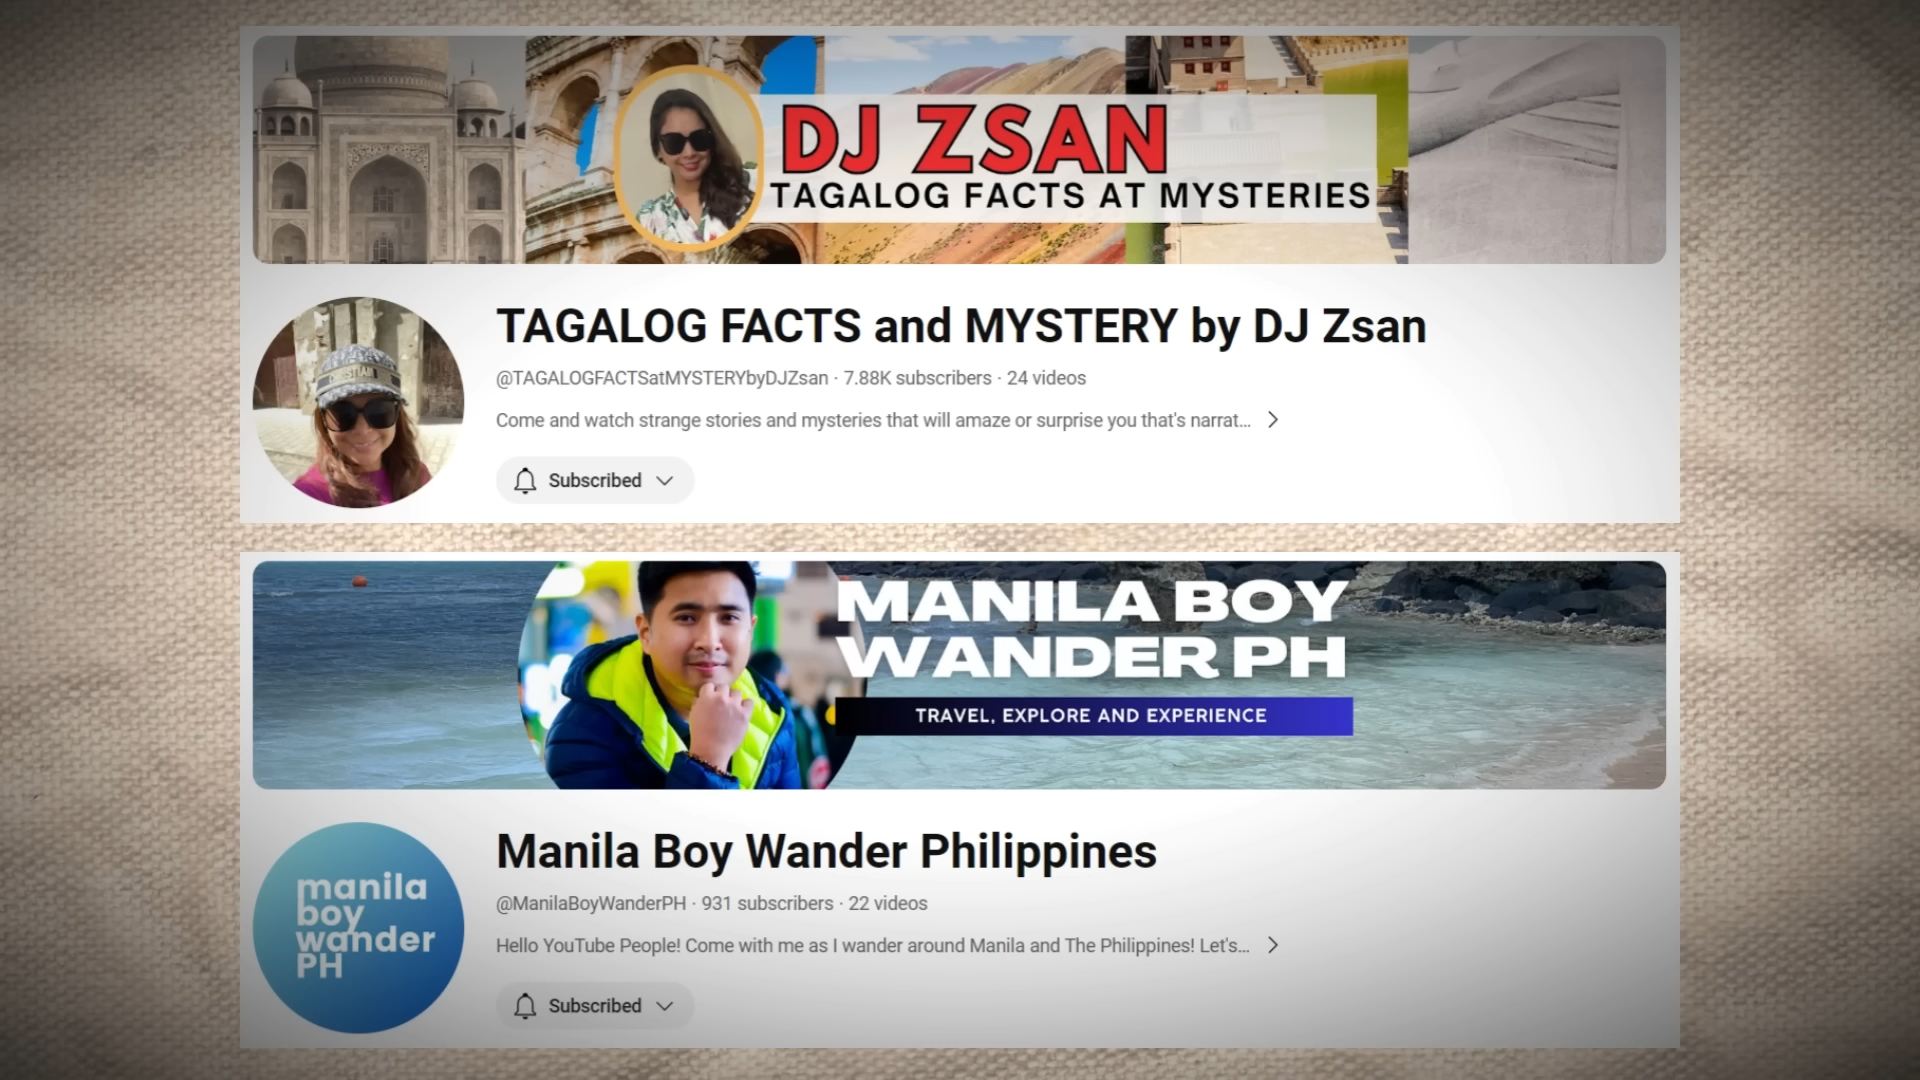 DJ ZSAN
TAGALOG FACTS AT MYSTERIES
TAGALOG FACTS and MYSTERY by DJ Zsan
@TAGALOGFACTSatMYSTERYbyDJZsan · 7.88K subscribers · 24 videos
Come and watch strange stories and mysteries that will amaze or surprise you that's narrat...
Subscribed
MANILA BOY
WANDER PH
TRAVEL, EXPLORE AND EXPERIENCE
manila
boy
wander
PH
Manila Boy Wander Philippines
@ManilaBoyWanderPH · 931 subscribers · 22 videos
Hello YouTube People! Come with me as I wander around Manila and The Philippines! Let's...
Subscribed